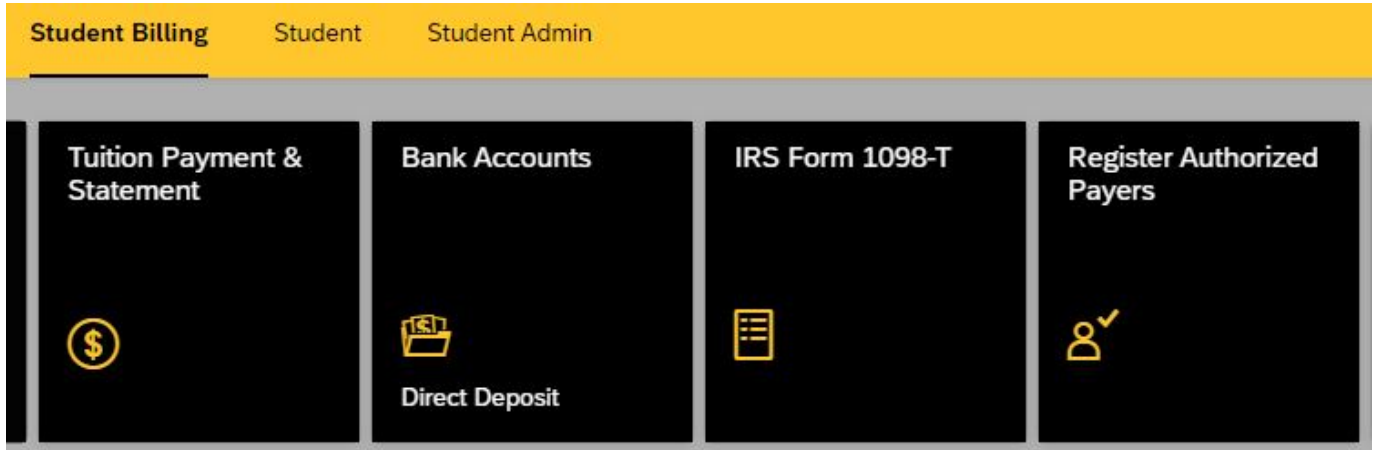 Student Billing Student Student Admin
Tuition Payment &
Statement
Bank Accounts
Direct Deposit
IRS Form 1098-T
Register Authorized
Payers